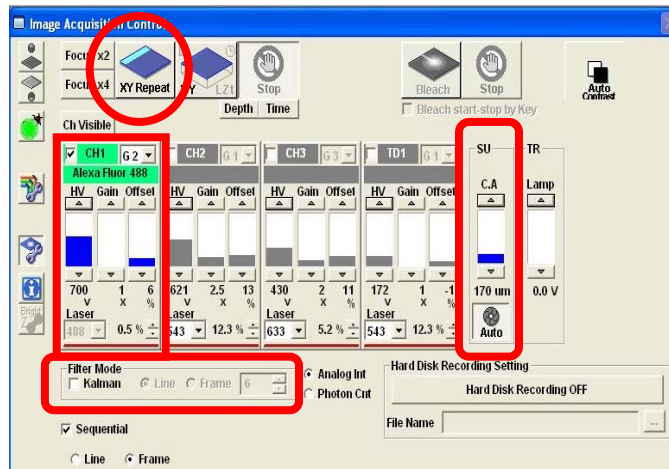 Image Acquisition Control
Focus x2
Focus x4
XY Repeat
XY
LZt
Stop
Depth Time
Bleach
Stop
Bleach start-stop by Key
Auto
Contrast
Ch Visible
CH1 G 2
Alexa Fluor 488
HV Gain Offset
700 1 6
V X %
Laser
488 0.5 %
CH2 G 1
HV Gain Offset
621 2.5 13
V X %
Laser
543 12.3 %
CH3 G 3
HV Gain Offset
430 2 11
V X %
Laser
633 5.2 %
TD1 G 1
HV Gain Offset
172 1 -1
V X %
Laser
543 12.3 %
SU
C.A
170 um
Auto
TR
Lamp
0.0 V
Bright
Z
Filter Mode
Kalman Line Frame 6
Analog Int
Photon Cnt
Hard Disk Recording Setting
Hard Disk Recording OFF
File Name ...
Sequential
Line Frame